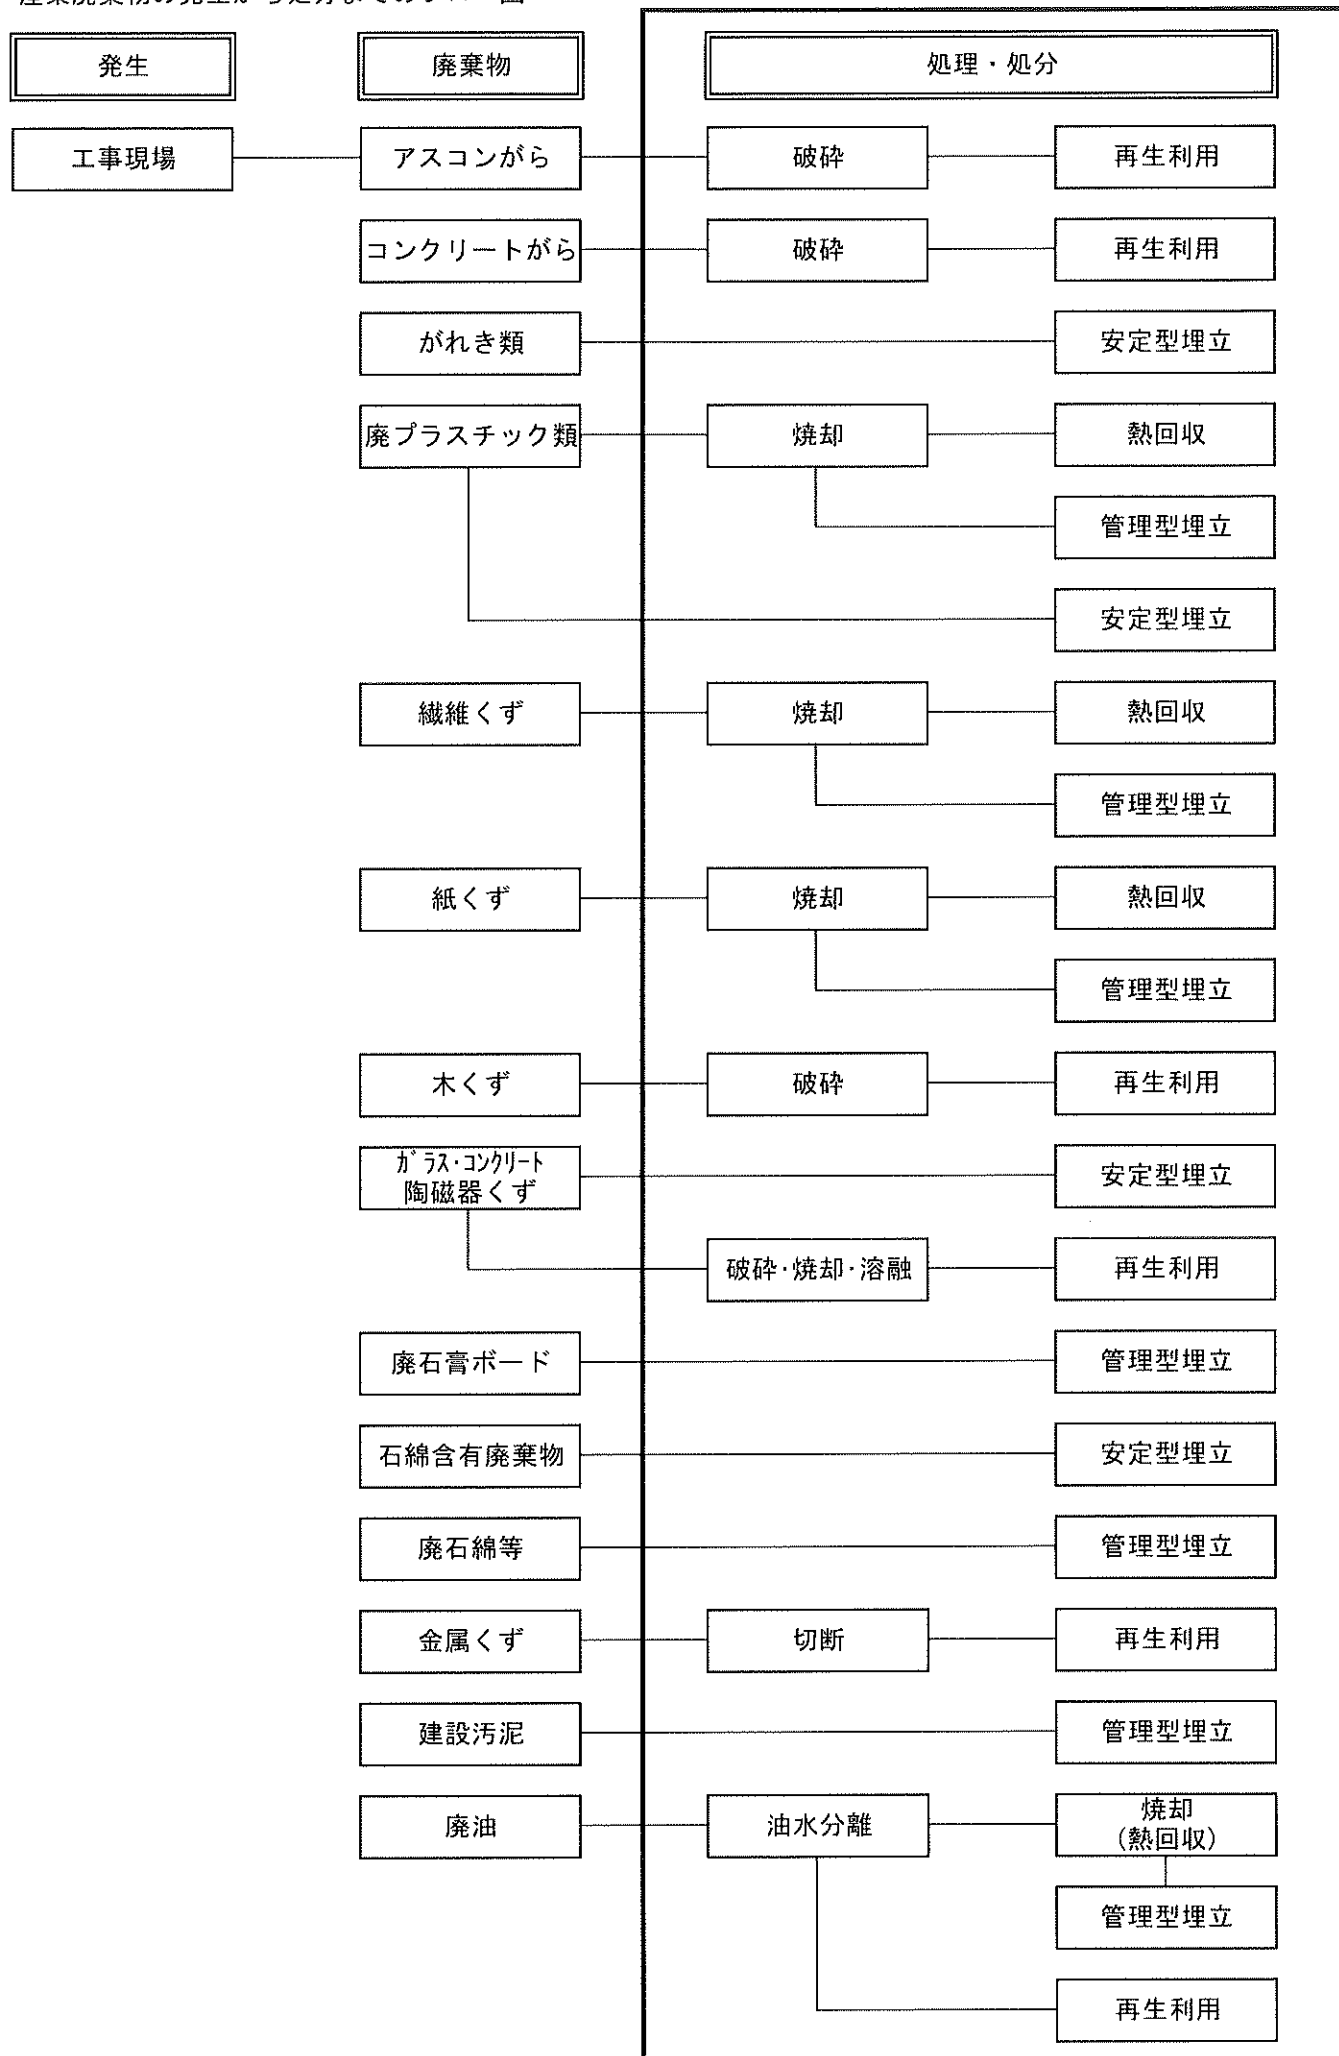 発生 廃棄物 処理・処分
工事現場 アスコンがら 破砕 再生利用
コンクリートがら 破砕 再生利用
がれき類 安定型埋立
廃プラスチック類 焼却 熱回収
管理型埋立
安定型埋立
繊維くず 焼却 熱回収
管理型埋立
紙くず 焼却 熱回収
管理型埋立
木くず 破砕 再生利用
ガラス・コンクリート
陶磁器くず 安定型埋立
破砕・焼却・溶融 再生利用
廃石膏ボード 管理型埋立
石綿含有廃棄物 安定型埋立
廃石綿等 管理型埋立
金属くず 切断 再生利用
建設汚泥 管理型埋立
廃油 油水分離 焼却
(熱回収)
管理型埋立
再生利用